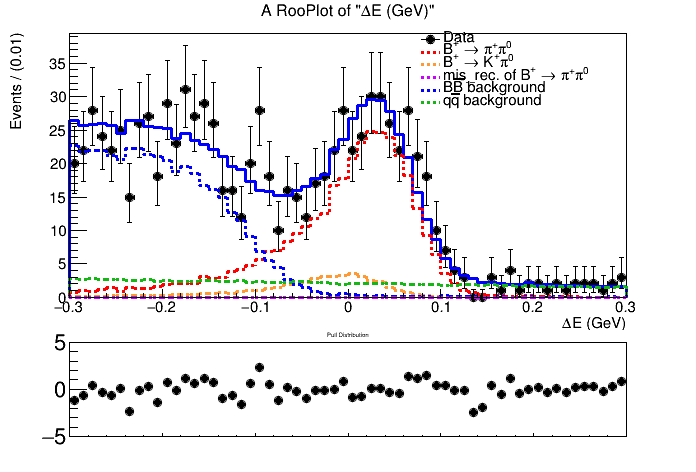 A RooPlot of "ΔE (GeV)"
Events / (0.01)
Data
B⁺ → π⁺π⁰
B⁺ → K⁺π⁰
mis rec. of B⁺ → π⁺π⁰
BB̅ background
qq̅ background
35
30
25
20
15
10
5
0
−0.3 −0.2 −0.1 0 0.1 0.2 0.3
ΔE (GeV)
Pull Distribution
5
0
−5